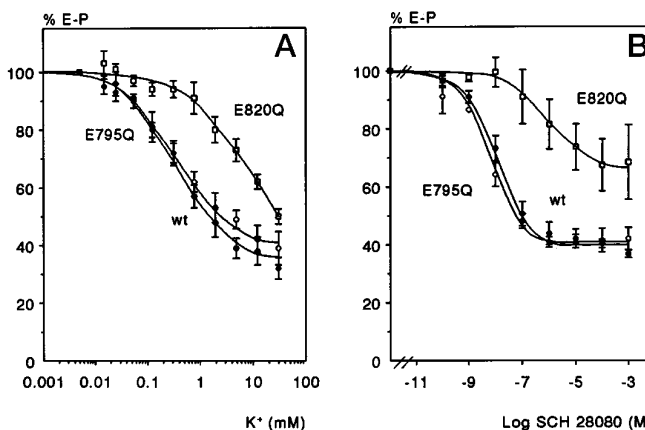 % E-P
A
100
80
60
40
20
0
E820Q
E795Q
wt
0.001 0.01 0.1 1 10 100
K+ (mM)
% E-P
B
100
80
60
40
20
0
E820Q
E795Q
wt
-11 -9 -7 -5 -3
Log SCH 28080 (M